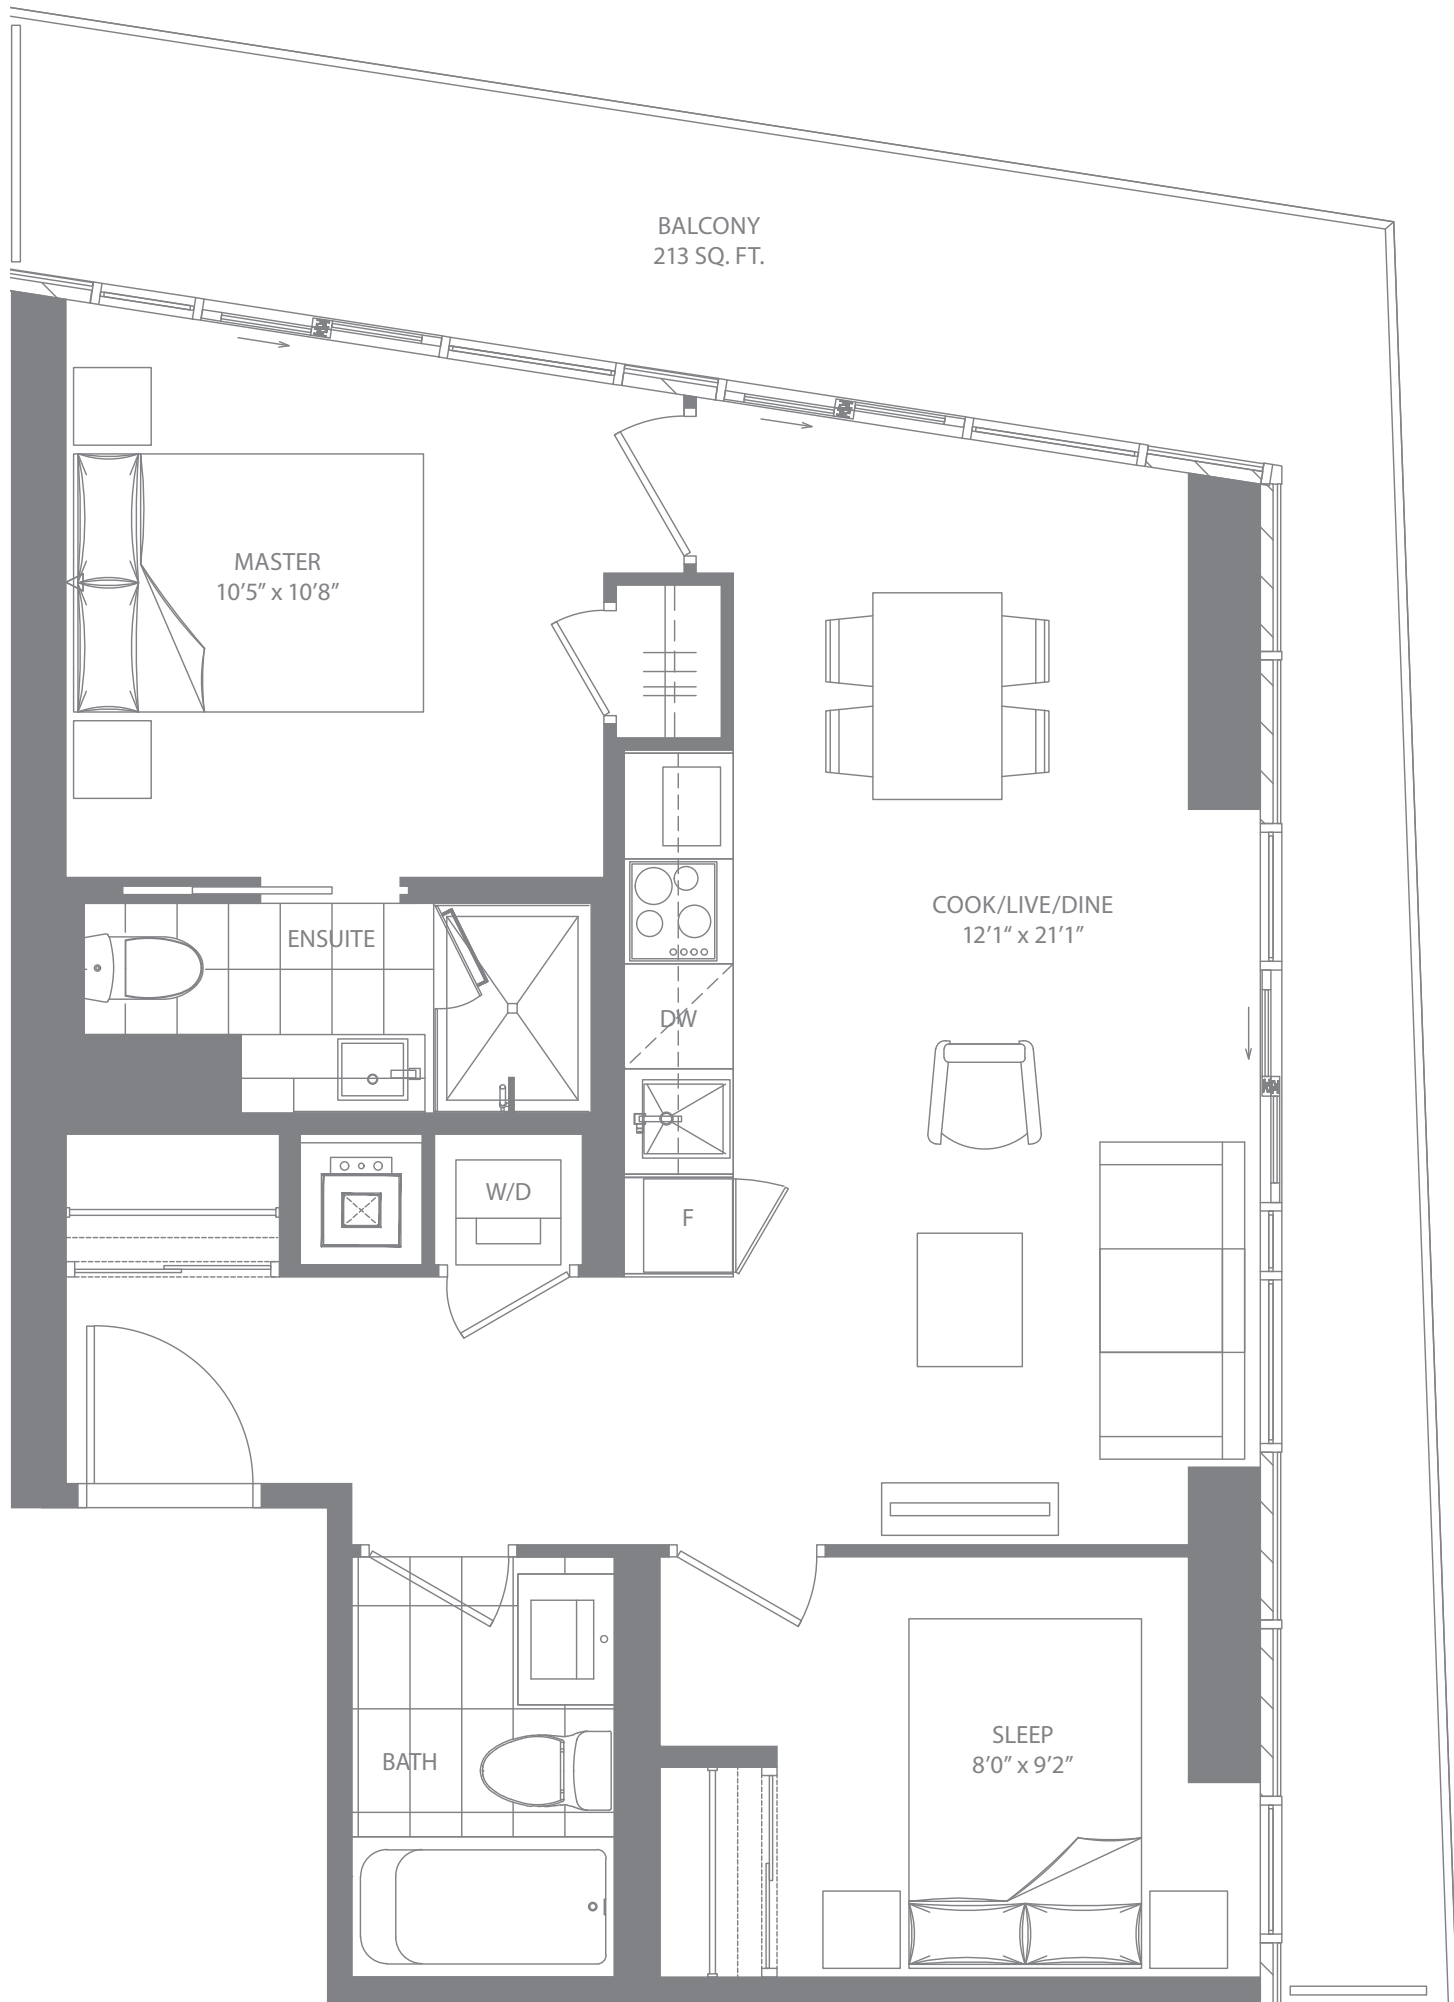 BALCONY
213 SQ. FT.
MASTER
10’5” x 10’8”
COOK/LIVE/DINE
12’1“ x 21’1”
ENSUITE
DW
W/D
F
SLEEP
8’0” x 9’2”
BATH